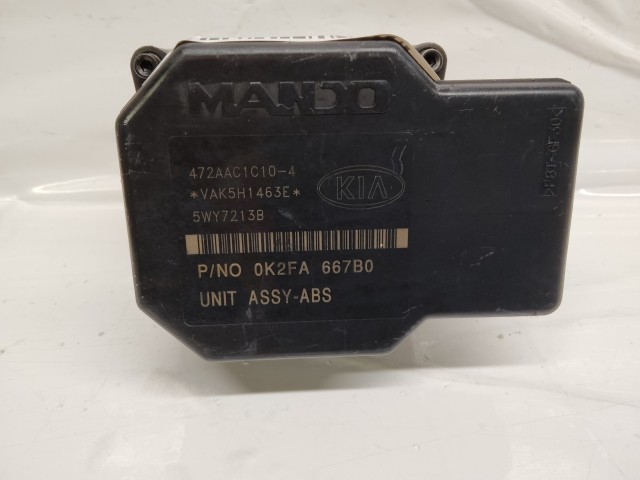 MANDO
472AAC1C10-4
*VAK5H1463E*
5WY7213B
KIA
P/NO 0K2FA 667B0
UNIT ASSY-ABS